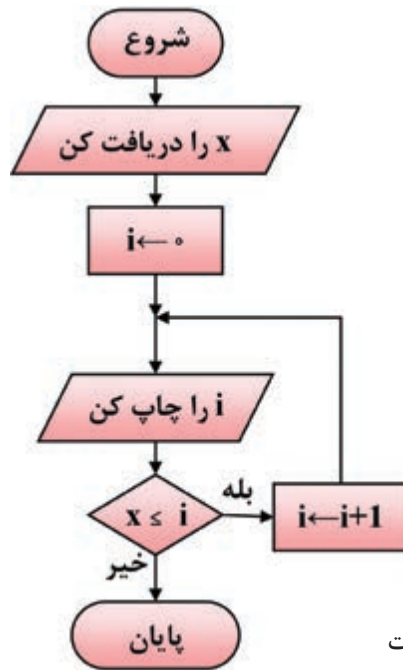 شروع
x را دریافت کن
i←۰
i را چاپ کن
x ≤ i
بله
i←i+1
خیر
پایان
ت